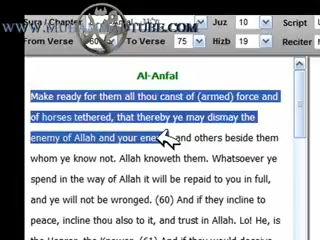 Sura / Chapter Juz 10 Script
From Verse 60 To Verse 75 Hizb 19 Reciter
Al-Anfal
Make ready for them all thou canst of (armed) force and
of horses tethered, that thereby ye may dismay the
enemy of Allah and your and others beside them
whom ye know not. Allah knoweth them. Whatsoever ye
spend in the way of Allah it will be repaid to you in full,
and ye will not be wronged. (60) And if they incline to
peace, incline thou also to it, and trust in Allah. Lo! He, is